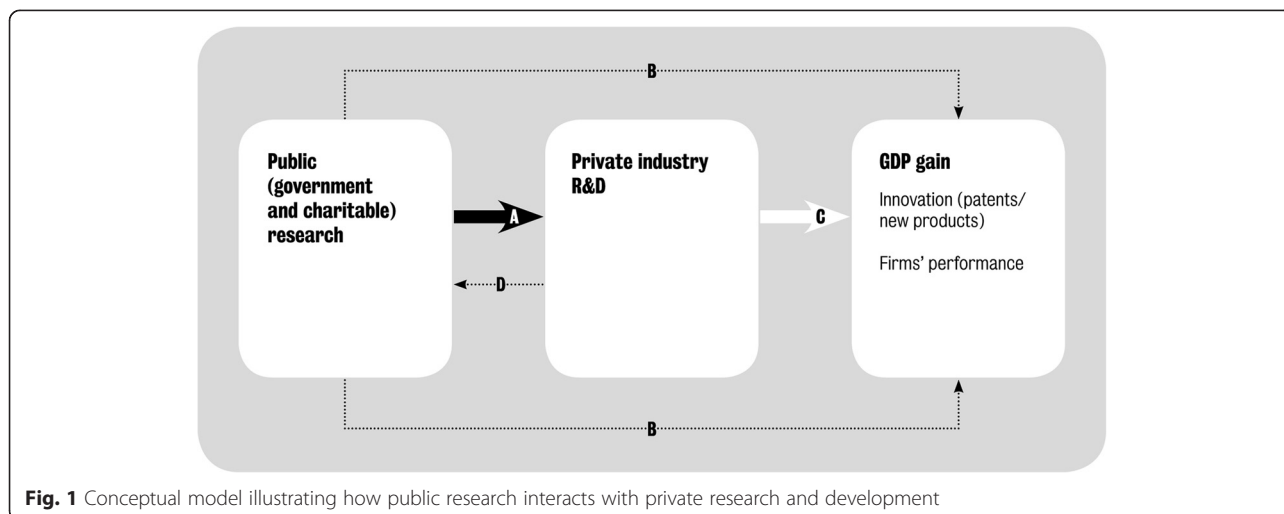 B
Public
(government
and charitable)
research
Private industry
R&D
GDP gain
Innovation (patents/
new products)
Firms' performance
A
C
D
B
Fig. 1 Conceptual model illustrating how public research interacts with private research and development